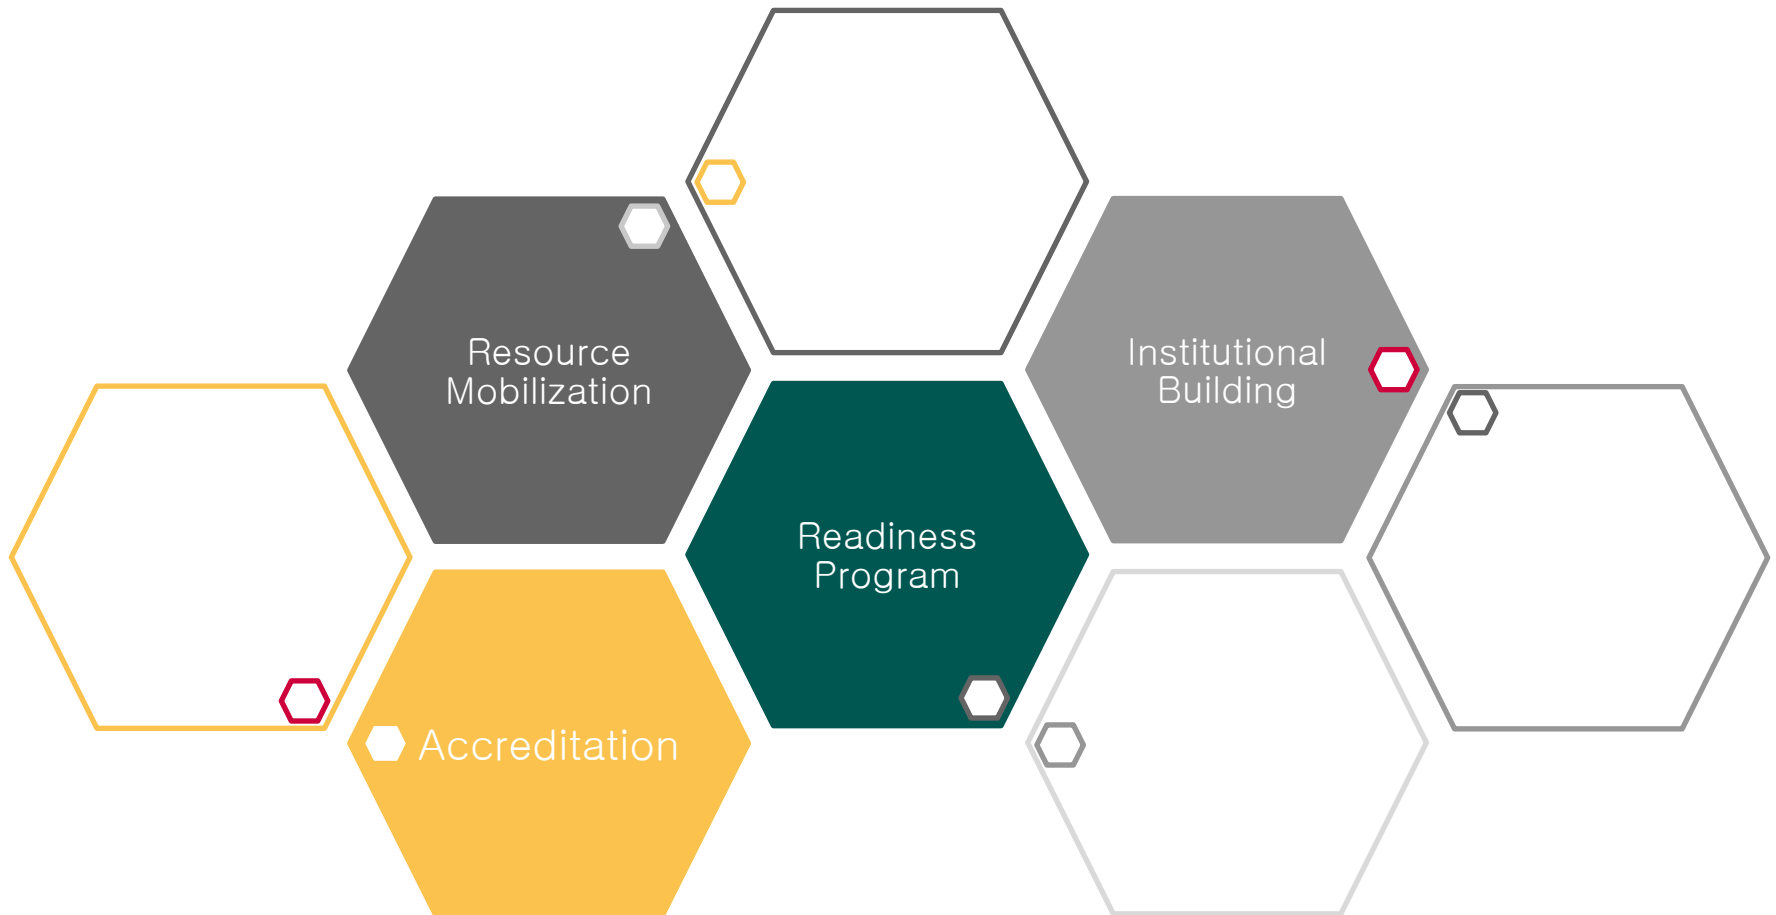 Resource
Mobilization
Institutional
Building
Readiness
Program
Accreditation